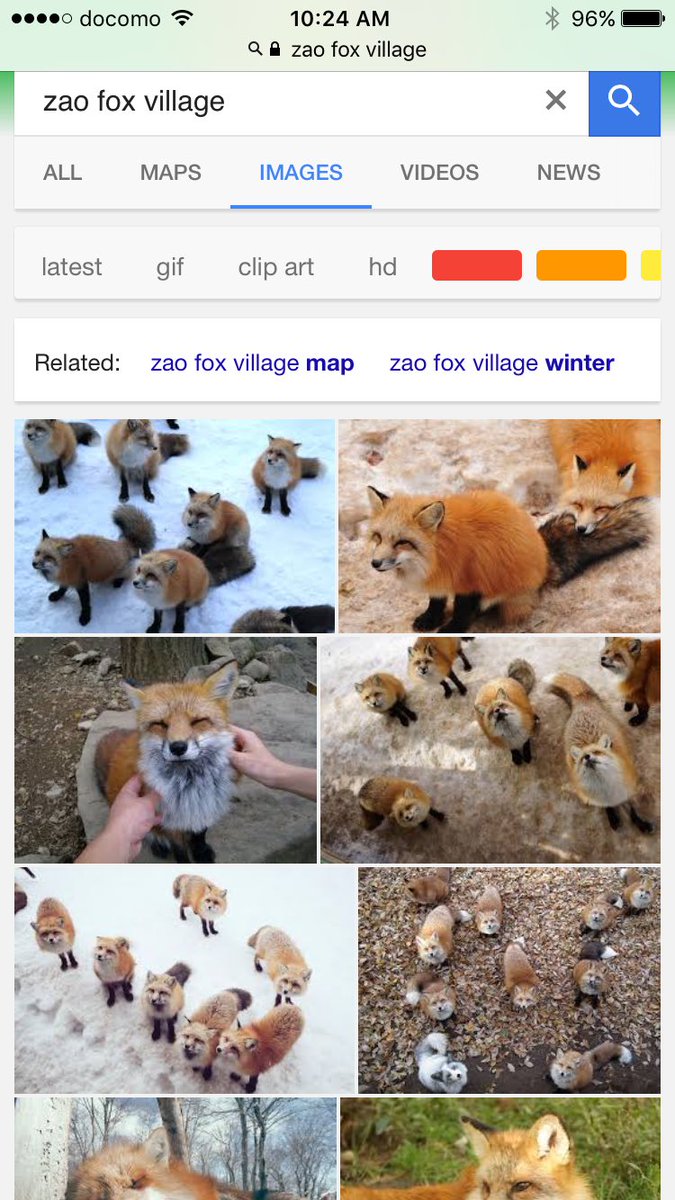 docomo 10:24 AM 96%
zao fox village
zao fox village
ALL MAPS IMAGES VIDEOS NEWS
latest gif clip art hd
Related: zao fox village map zao fox village winter